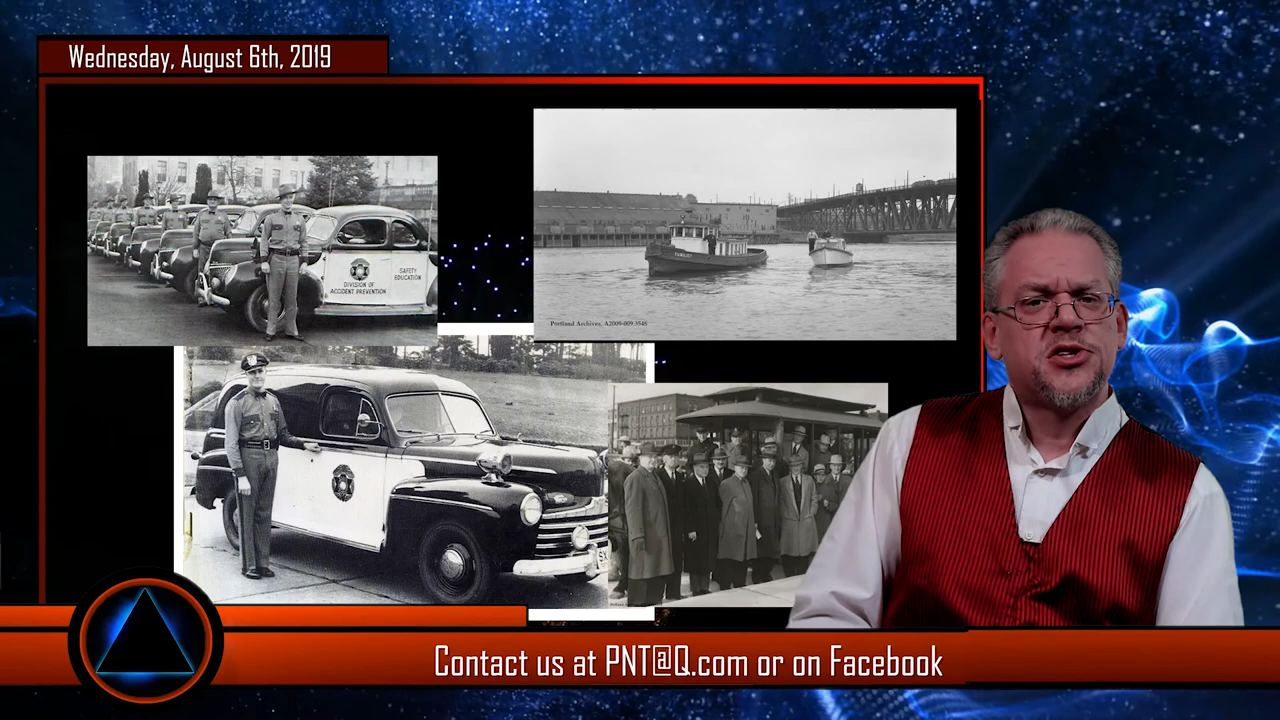 Wednesday, August 6th, 2019
SAFETY
EDUCATION
DIVISION OF
ACCIDENT PREVENTION
Portland Archives, A2009-009.3546
Contact us at PNT@Q.com or on Facebook